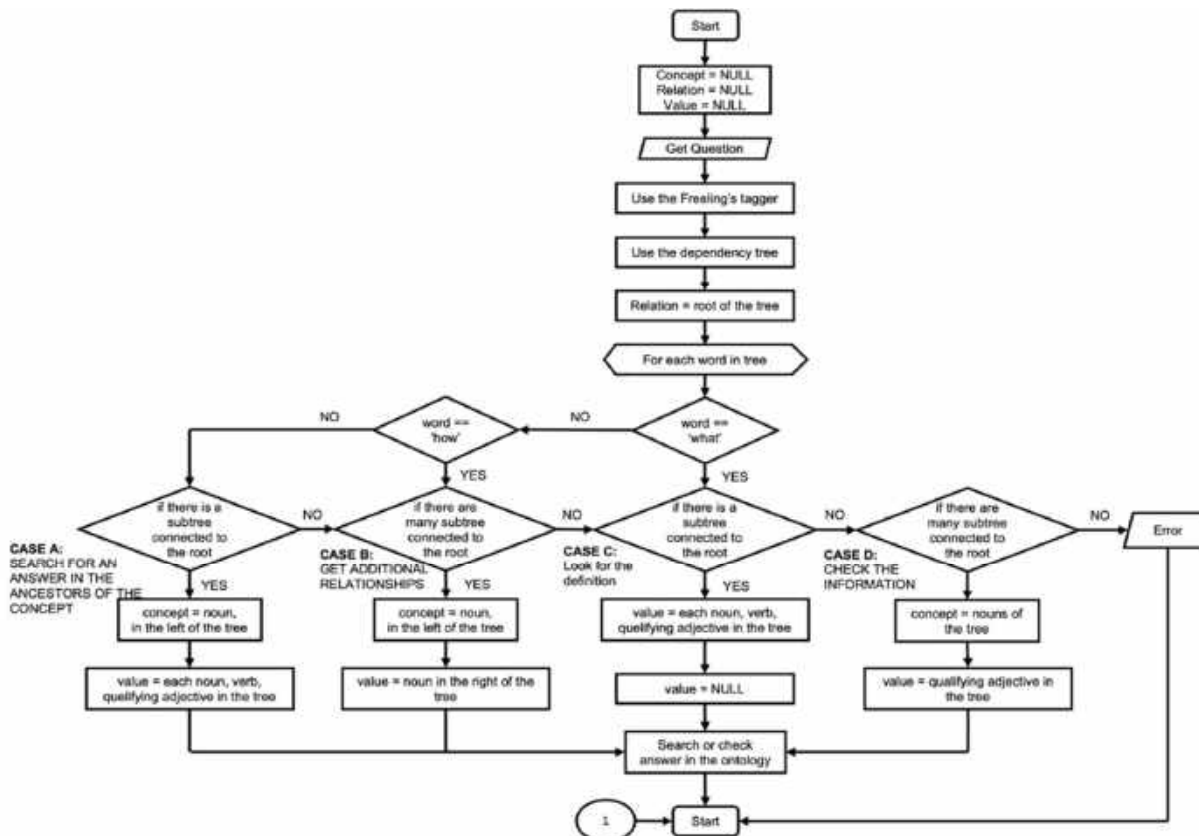 Start
Concept = NULL
Relation = NULL
Value = NULL
Get Question
Use the Freeling's tagger
Use the dependency tree
Relation = root of the tree
For each word in tree
NO
word ==
'how'
NO
word ==
'what'
YES
YES
if there is a
subtree
connected to
the root
NO
if there are
many subtree
connected to
the root
NO
if there is a
subtree
connected to
the root
NO
if there are
many subtree
connected to
the root
NO
Error
CASE A:
SEARCH FOR AN
ANSWER IN THE
ANCESTORS OF THE
CONCEPT
YES
CASE B:
GET ADDITIONAL
RELATIONSHIPS
YES
CASE C:
Look for the
definition
YES
CASE D:
CHECK THE
INFORMATION
YES
concept = noun,
in the left of the tree
concept = noun,
in the left of the tree
value = each noun, verb,
quelifying adjective in the tree
concept = nouns of
the tree
value = each noun, verb,
quelifying adjective in the tree
value = noun in the right of the
tree
value = NULL
value = qualifying adjective in
the tree
Search or check
answer in the ontology
1
Start